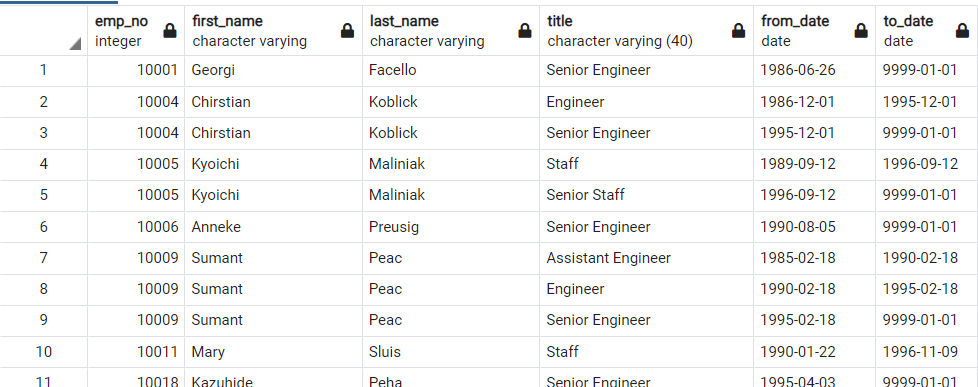 emp_no first_name last_name title from_date to_date
integer character varying character varying character varying (40) date date
1 10001 Georgi Facello Senior Engineer 1986-06-26 9999-01-01
2 10004 Chirstian Koblick Engineer 1986-12-01 1995-12-01
3 10004 Chirstian Koblick Senior Engineer 1995-12-01 9999-01-01
4 10005 Kyoichi Maliniak Staff 1989-09-12 1996-09-12
5 10005 Kyoichi Maliniak Senior Staff 1996-09-12 9999-01-01
6 10006 Anneke Preusig Senior Engineer 1990-08-05 9999-01-01
7 10009 Sumant Peac Assistant Engineer 1985-02-18 1990-02-18
8 10009 Sumant Peac Engineer 1990-02-18 1995-02-18
9 10009 Sumant Peac Senior Engineer 1995-02-18 9999-01-01
10 10011 Mary Sluis Staff 1990-01-22 1996-11-09
11 10018 Kazuhide Peha Senior Engineer 1995-04-03 9999-01-01